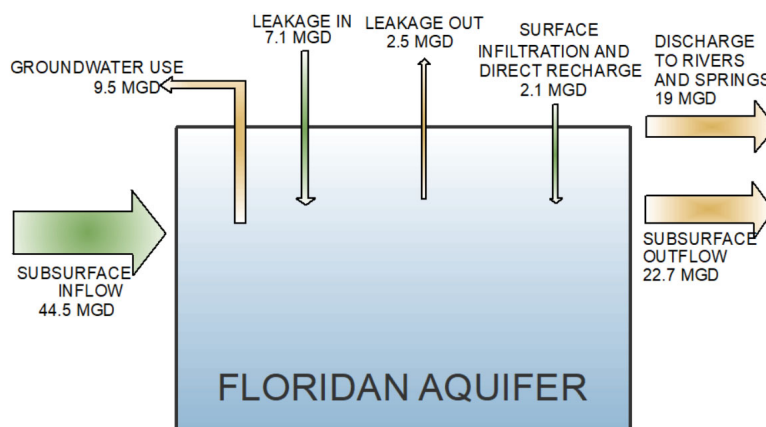 GROUNDWATER USE
9.5 MGD
LEAKAGE IN
7.1 MGD
LEAKAGE OUT
2.5 MGD
SURFACE
INFILTRATION AND
DIRECT RECHARGE
2.1 MGD
DISCHARGE
TO RIVERS
AND SPRINGS
19 MGD
SUBSURFACE
INFLOW
44.5 MGD
SUBSURFACE
OUTFLOW
22.7 MGD
FLORIDAN AQUIFER